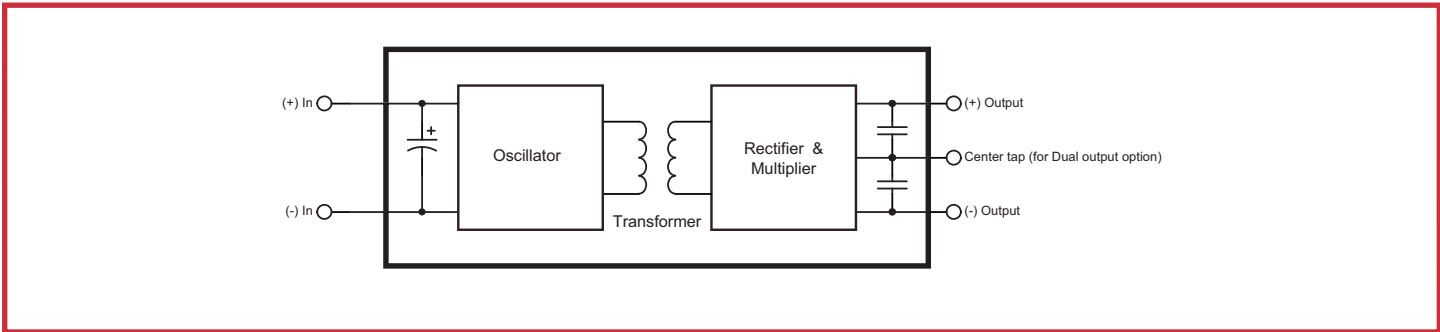 (+) In
(-) In
+
Oscillator
Transformer
Rectifier & 
Multiplier
(+) Output
Center tap (for Dual output option)
(-) Output